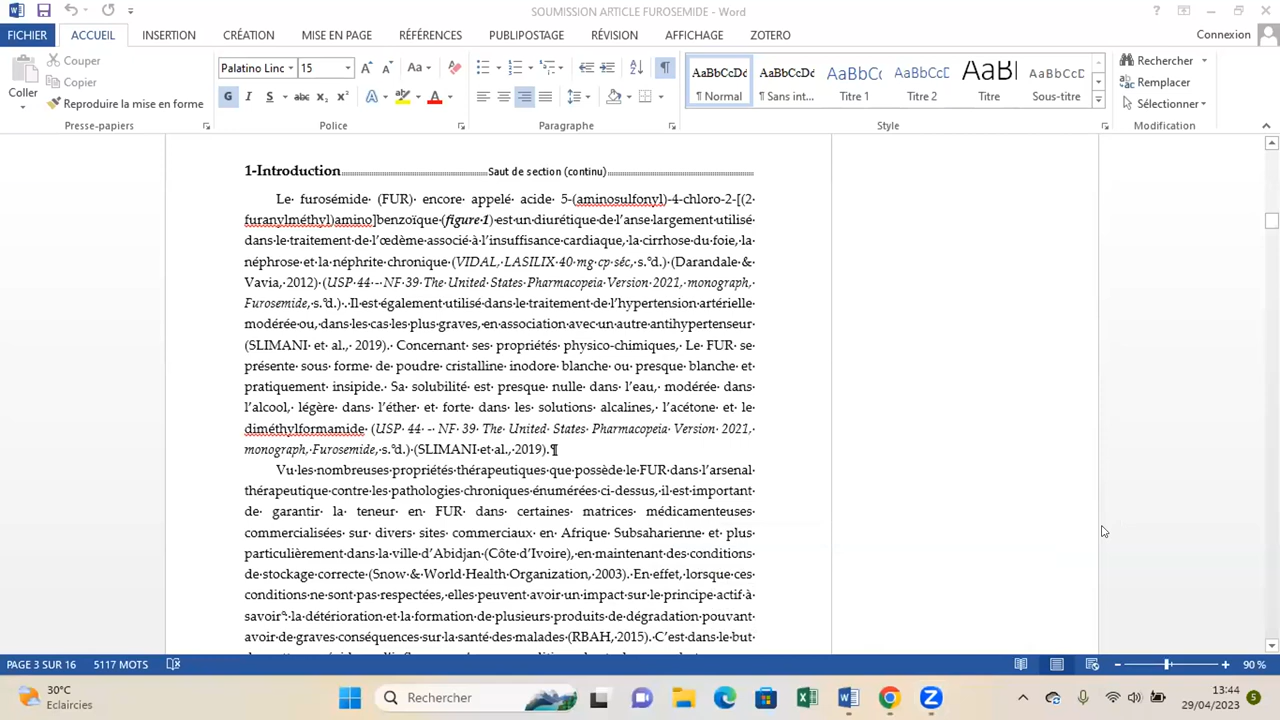 SOUMISSION ARTICLE FUROSEMIDE - Word
FICHIER ACCUEIL INSERTION CRÉATION MISE EN PAGE RÉFÉRENCES PUBLIPOSTAGE RÉVISION AFFICHAGE ZOTERO Connexion
Coller
Couper
Copier
Reproduire la mise en forme
Presse-papiers
Palatino Linc 15
G I S abc x₂ x²
Police
Paragraphe
AaBbCcDc AaBbCcDc AaBbCc AaBbCcC AaBl AaBbCcC
¶ Normal ¶ Sans int... Titre 1 Titre 2 Titre Sous-titre
Style
Rechercher
Remplacer
Sélectionner
Modification
1-Introduction Saut de section (continu)
Le furosémide (FUR) encore appelé acide 5-(aminosulfonyl)-4-chloro-2-[(2
furanylméthyl)amino]benzoïque (figure 1) est un diurétique de l'anse largement utilisé
dans le traitement de l'œdème associé à l'insuffisance cardiaque, la cirrhose du foie, la
néphrose et la néphrite chronique (VIDAL, LASILIX 40 mg cp séc, s. d.) (Darandale &
Vavia, 2012) (USP 44 -- NF 39 The United States Pharmacopeia Version 2021, monograph,
Furosemide, s. d.) . Il est également utilisé dans le traitement de l'hypertension artérielle
modérée ou, dans les cas les plus graves, en association avec un autre antihypertenseur
(SLIMANI et al., 2019). Concernant ses propriétés physico-chimiques, Le FUR se
présente sous forme de poudre cristalline inodore blanche ou presque blanche et
pratiquement insipide. Sa solubilité est presque nulle dans l'eau, modérée dans
l'alcool, légère dans l'éther et forte dans les solutions alcalines, l'acétone et le
diméthylformamide (USP 44 - NF 39 The United States Pharmacopeia Version 2021,
monograph, Furosemide, s. d.) (SLIMANI et al., 2019).¶
Vu les nombreuses propriétés thérapeutiques que possède le FUR dans l'arsenal
thérapeutique contre les pathologies chroniques énumérées ci-dessus, il est important
de garantir la teneur en FUR dans certaines matrices médicamenteuses
commercialisées sur divers sites commerciaux en Afrique Subsaharienne et plus
particulièrement dans la ville d'Abidjan (Côte d'Ivoire), en maintenant des conditions
de stockage correcte (Snow & World Health Organization, 2003). En effet, lorsque ces
conditions ne sont pas respectées, elles peuvent avoir un impact sur le principe actif à
savoir : la détérioration et la formation de plusieurs produits de dégradation pouvant
avoir de graves conséquences sur la santé des malades (RBAH, 2015). C'est dans le but
PAGE 3 SUR 16 5117 MOTS 90 %
30°C
Eclaircies
Rechercher
13:44
29/04/2023
5